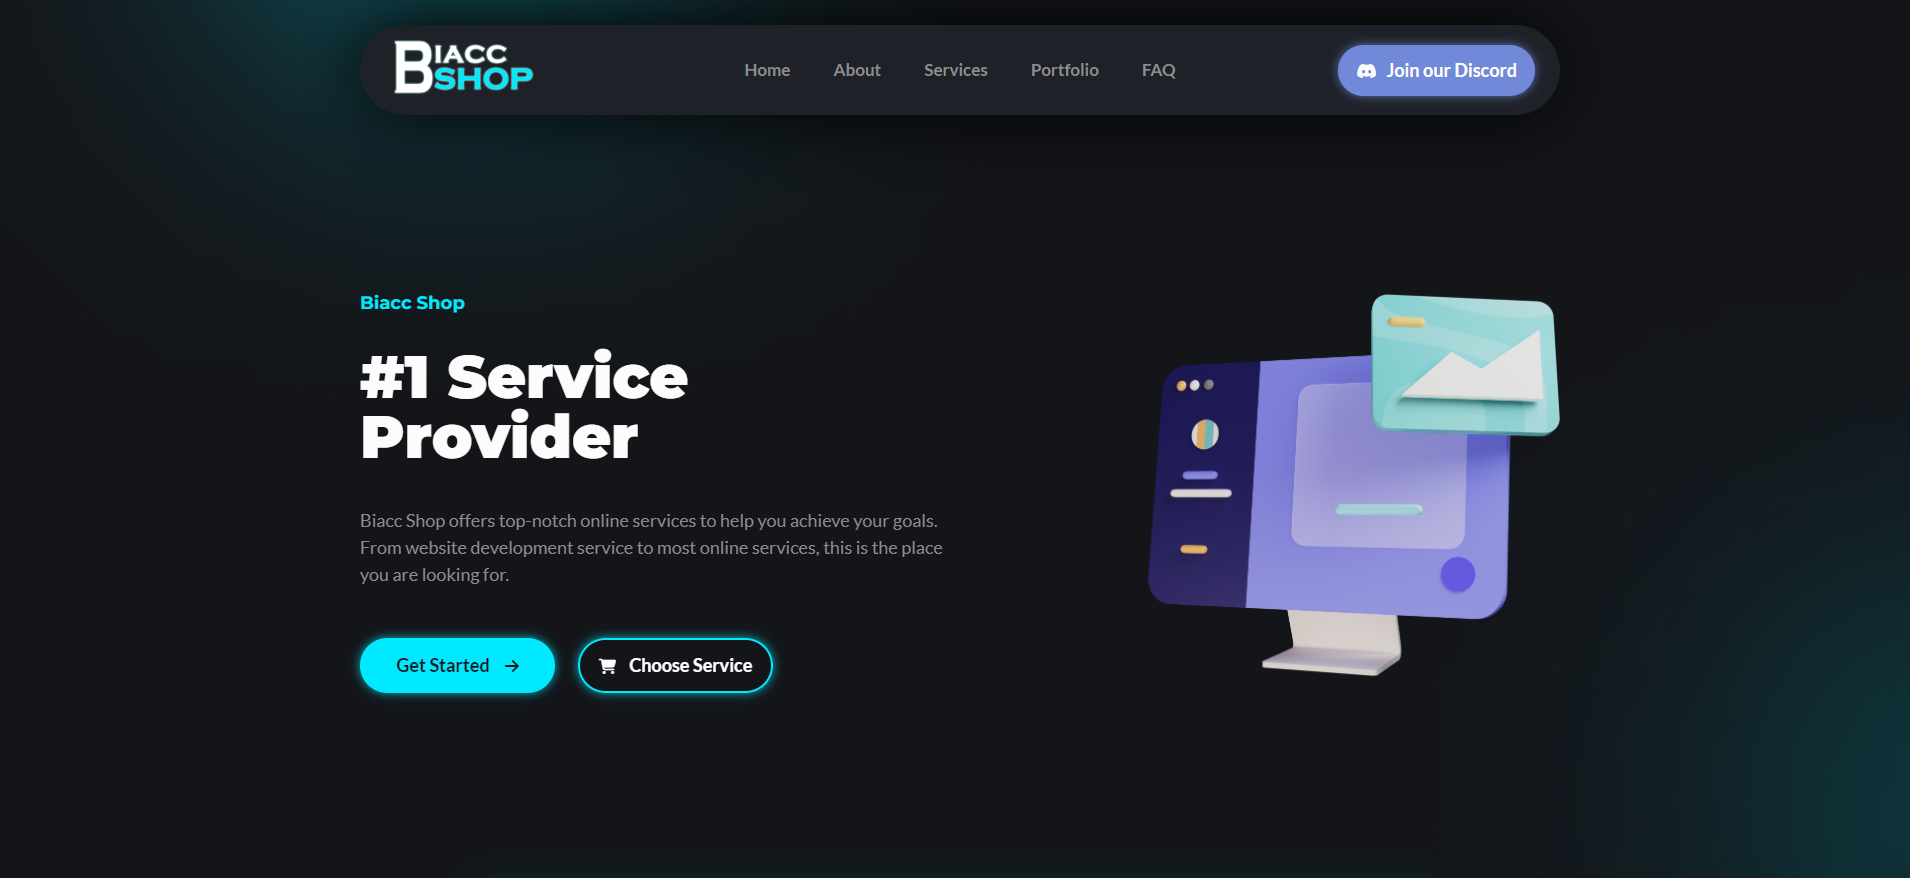 BIACC
SHOP
Home About Services Portfolio FAQ
Join our Discord
Biacc Shop
#1 Service
Provider
Biacc Shop offers top-notch online services to help you achieve your goals.
From website development service to most online services, this is the place
you are looking for.
Get Started
Choose Service